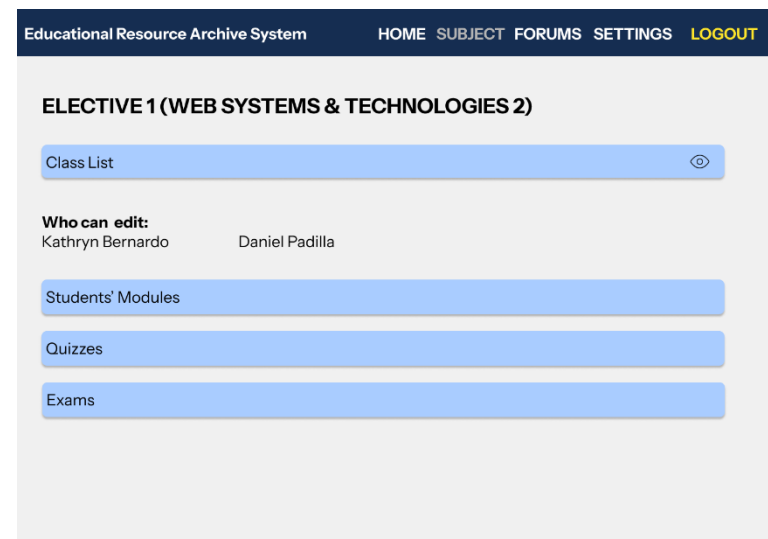 Educational Resource Archive System HOME SUBJECT FORUMS SETTINGS LOGOUT
ELECTIVE 1 (WEB SYSTEMS & TECHNOLOGIES 2)
Class List
Who can edit:
Kathryn Bernardo Daniel Padilla
Students' Modules
Quizzes
Exams